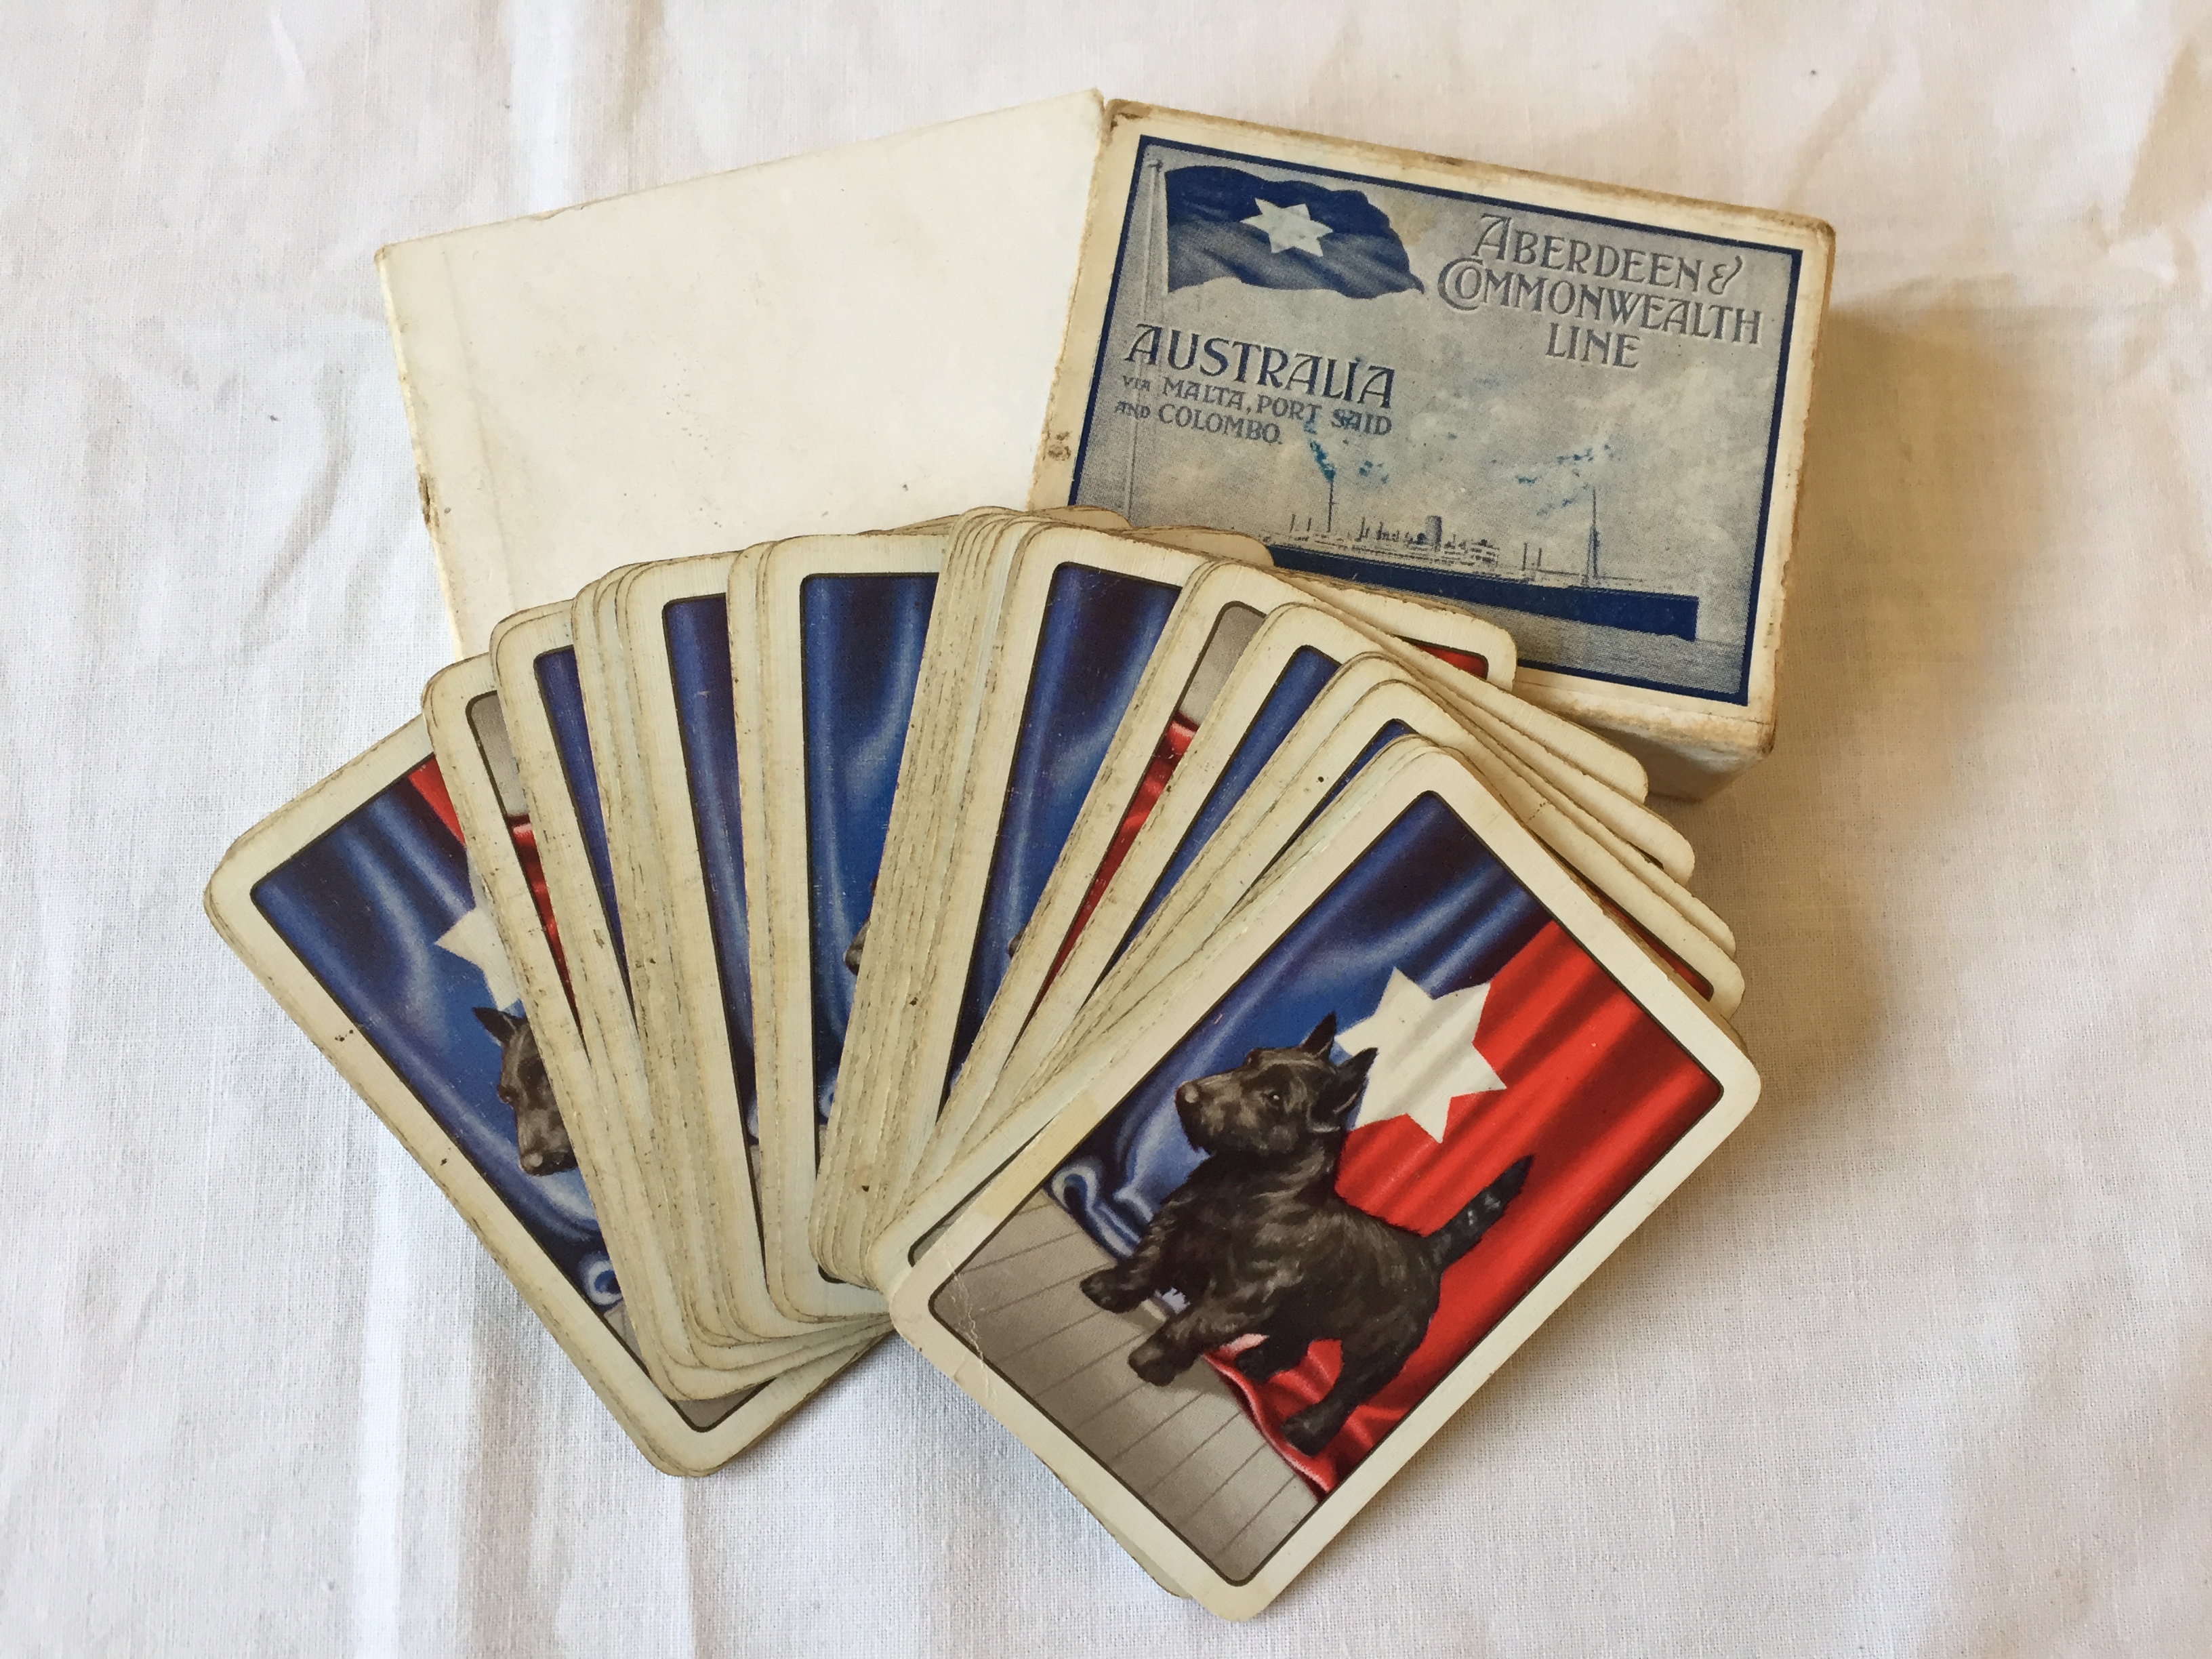 ABERDEEN &
COMMONWEALTH
LINE
AUSTRALIA
VIA MALTA, PORT SAID
AND COLOMBO.